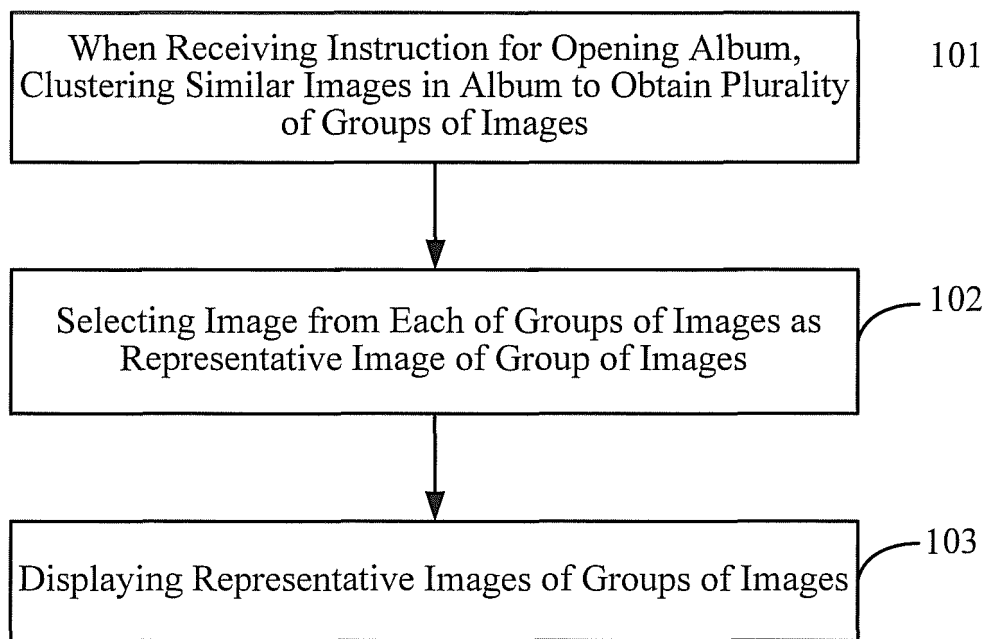 When Receiving Instruction for Opening Album,
Clustering Similar Images in Album to Obtain Plurality
of Groups of Images
101
Selecting Image from Each of Groups of Images as
Representative Image of Group of Images
102
Displaying Representative Images of Groups of Images
103